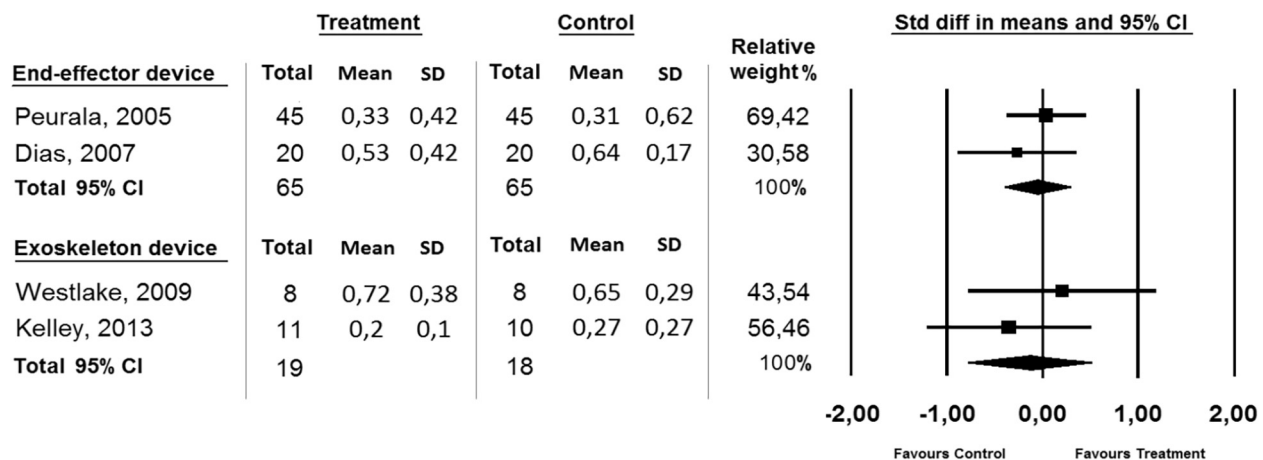 Treatment Control Std diff in means and 95% CI
Relative weight%
End-effector device Total Mean SD Total Mean SD
Peurala, 2005 45 0,33 0,42 45 0,31 0,62 69,42
Dias, 2007 20 0,53 0,42 20 0,64 0,17 30,58
Total 95% CI 65 65 100%
Exoskeleton device Total Mean SD Total Mean SD
Westlake, 2009 8 0,72 0,38 8 0,65 0,29 43,54
Kelley, 2013 11 0,2 0,1 10 0,27 0,27 56,46
Total 95% CI 19 18 100%
-2,00 -1,00 0,00 1,00 2,00
Favours Control Favours Treatment